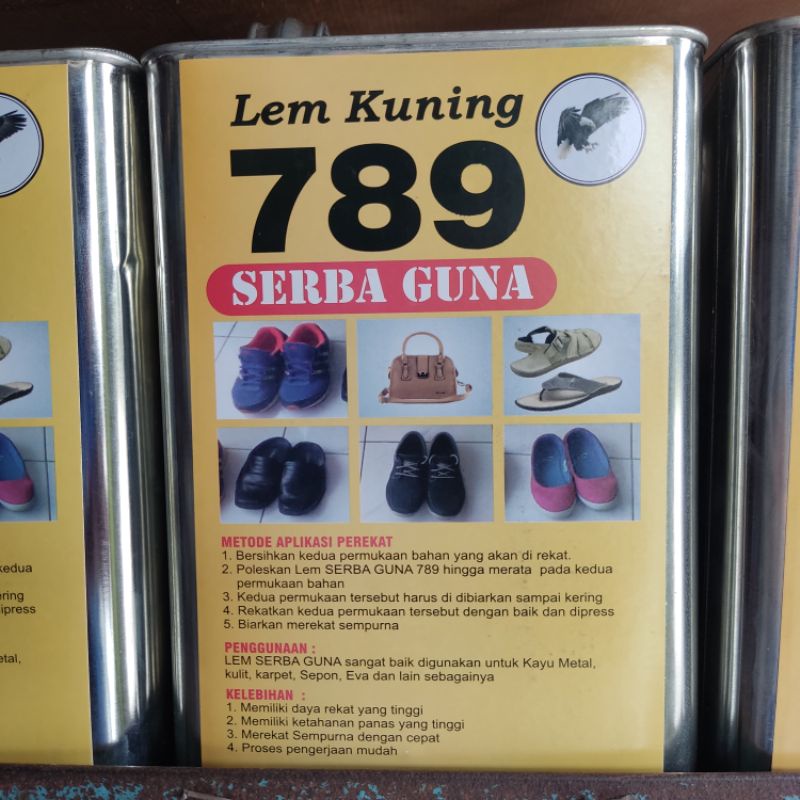 Lem Kuning
789
SERBA GUNA
METODE APLIKASI PEREKAT
1. Bersihkan kedua permukaan bahan yang akan di rekat.
2. Poleskan Lem SERBA GUNA 789 hingga merata pada kedua
permukaan bahan
3. Kedua permukaan tersebut harus di dibiarkan sampai kering
4. Rekatkan kedua permukaan tersebut dengan baik dan dipress
5. Biarkan merekat sempurna
PENGGUNAAN :
LEM SERBA GUNA sangat baik digunakan untuk Kayu Metal,
kulit, karpet, Sepon, Eva dan lain sebagainya
KELEBIHAN :
1. Memiliki daya rekat yang tinggi
2. Memiliki ketahanan panas yang tinggi
3. Merekat Sempurna dengan cepat
4. Proses pengerjaan mudah
kedua